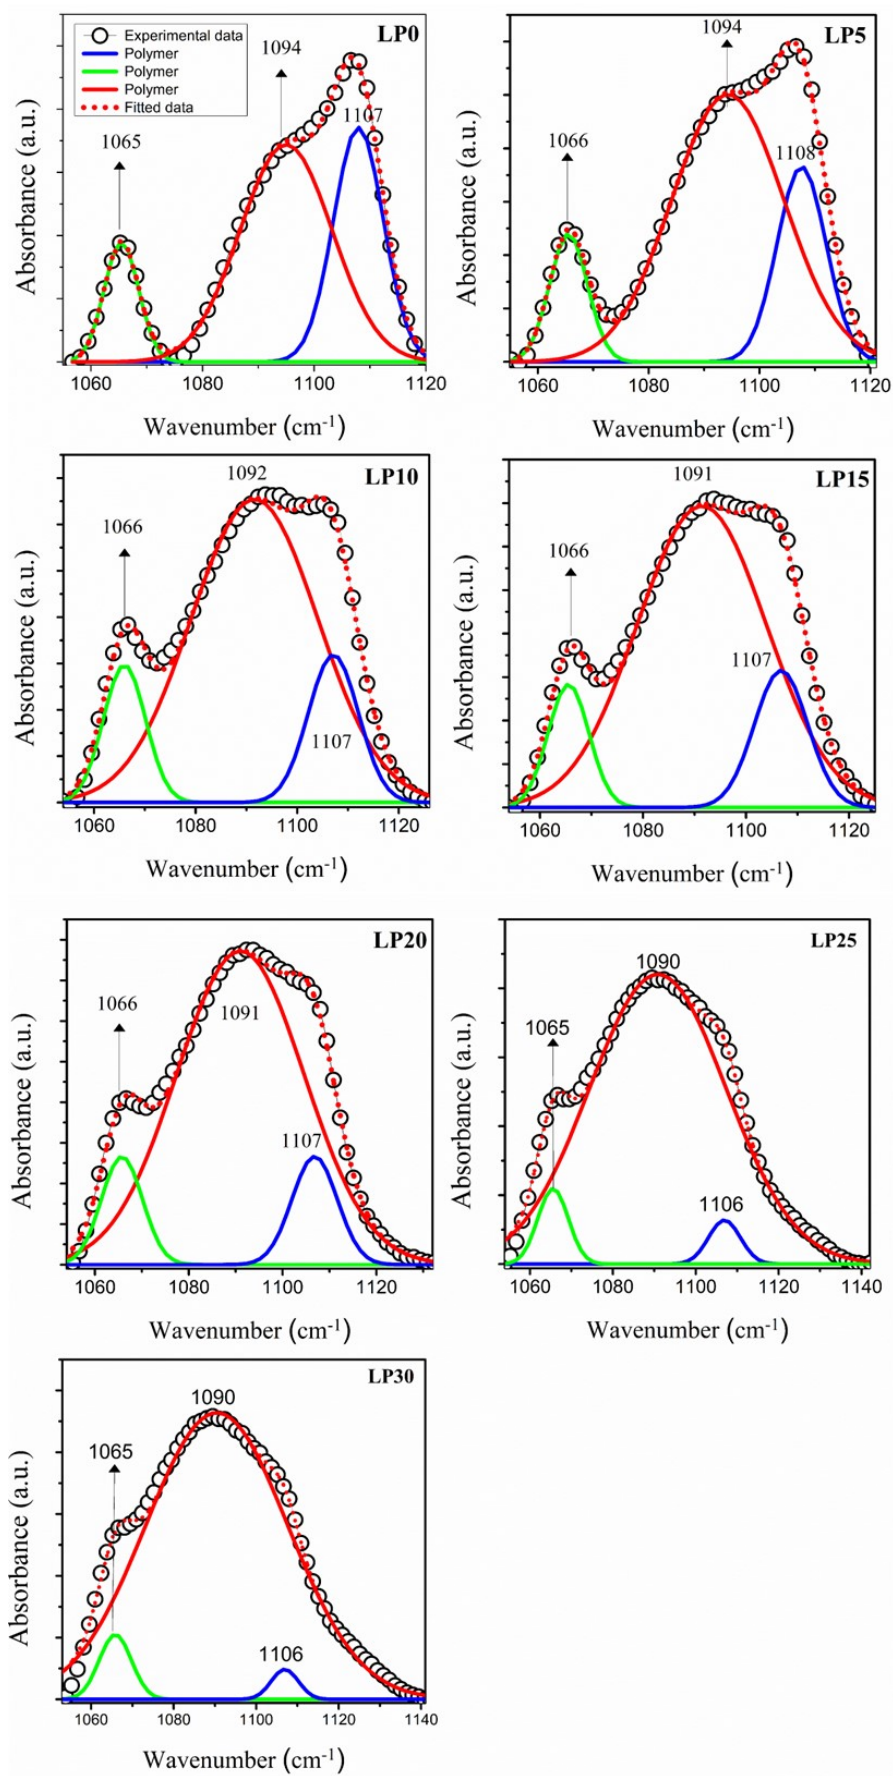 LP0
Experimental data
Polymer
Polymer
Polymer
Fitted data
1065
1094
1107
Absorbance (a.u.)
1060 1080 1100 1120
Wavenumber (cm-1)
LP5
1066
1094
1108
Absorbance (a.u.)
1060 1080 1100 1120
Wavenumber (cm-1)
LP10
1066
1092
1107
Absorbance (a.u.)
1060 1080 1100 1120
Wavenumber (cm-1)
LP15
1066
1091
1107
Absorbance (a.u.)
1060 1080 1100 1120
Wavenumber (cm-1)
LP20
1066
1091
1107
Absorbance (a.u.)
1060 1080 1100 1120
Wavenumber (cm-1)
LP25
1065
1090
1106
Absorbance (a.u.)
1060 1080 1100 1120 1140
Wavenumber (cm-1)
LP30
1065
1090
1106
Absorbance (a.u.)
1060 1080 1100 1120 1140
Wavenumber (cm-1)